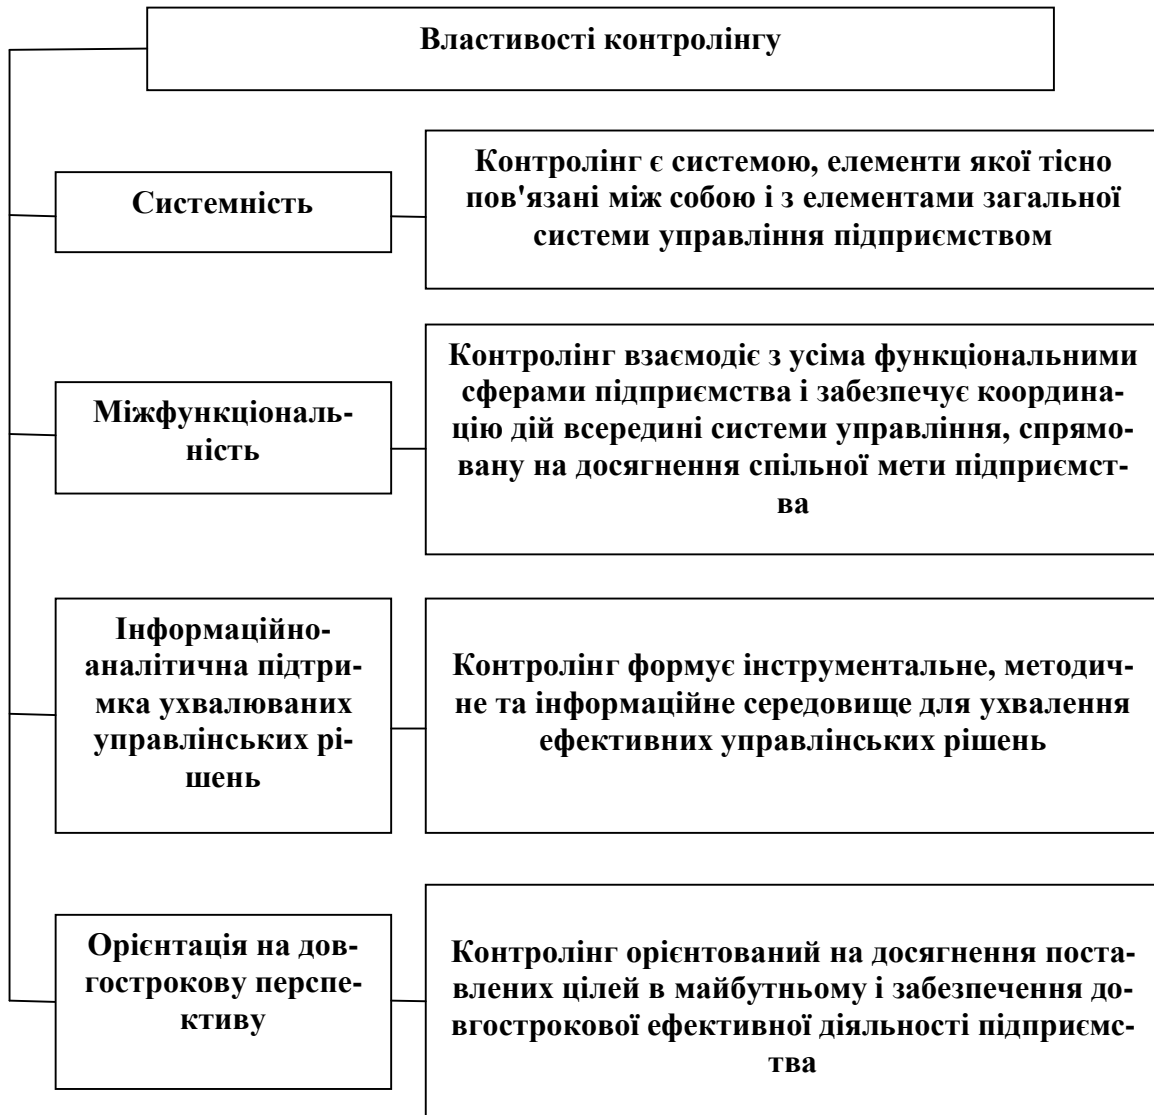 Властивості контролінгу
Системність
Контролінг є системою, елементи якої тісно
пов'язані між собою і з елементами загальної
системи управління підприємством
Міжфункціональ-
ність
Контролінг взаємодіє з усіма функціональними
сферами підприємства і забезпечує координа-
цію дій всередині системи управління, спрямо-
вану на досягнення спільної мети підприємст-
ва
Інформаційно-
аналітична підтри-
мка ухвалюваних
управлінських рі-
шень
Контролінг формує інструментальне, методич-
не та інформаційне середовище для ухвалення
ефективних управлінських рішень
Орієнтація на дов-
гострокову перспе-
ктиву
Контролінг орієнтований на досягнення поста-
влених цілей в майбутньому і забезпечення до-
вгострокової ефективної діяльності підприємс-
тва